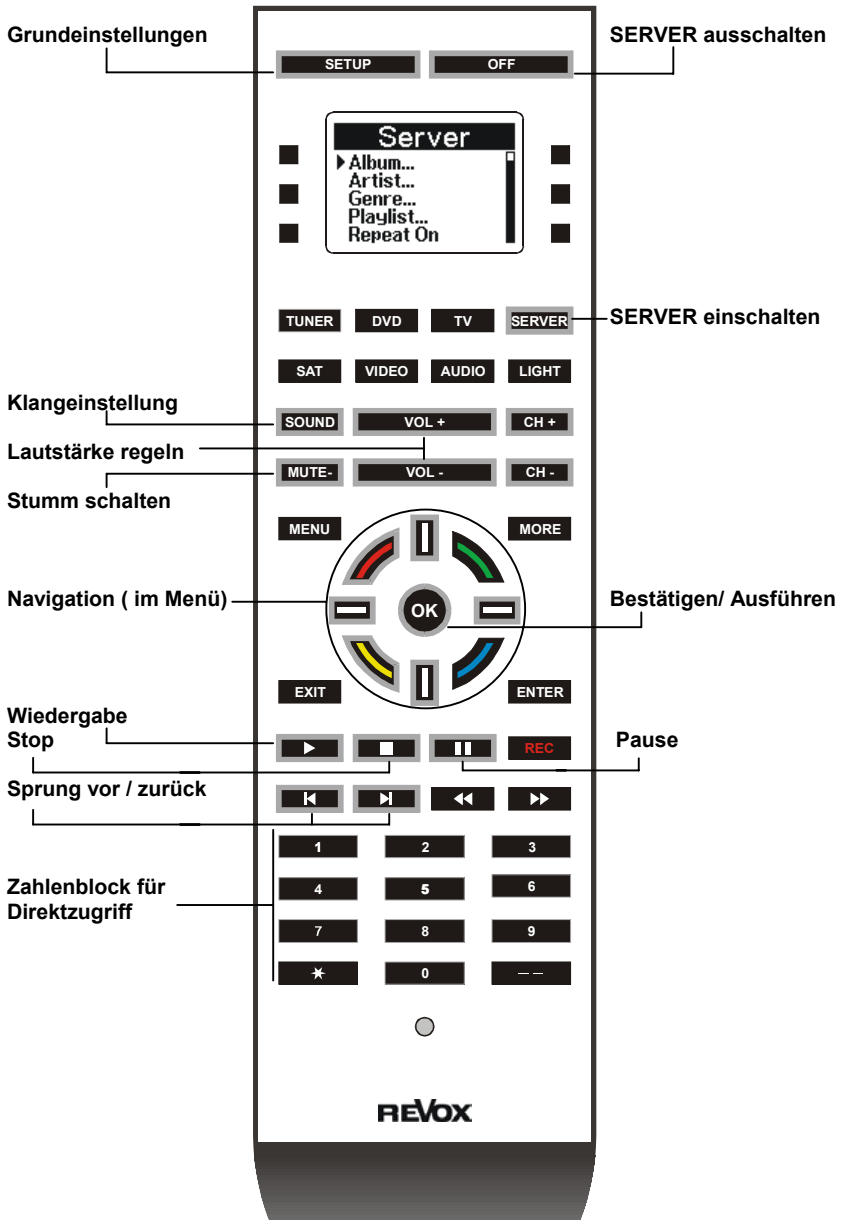 Grundeinstellungen
SERVER ausschalten
SETUP OFF
Server
Album...
Artist...
Genre...
Playlist...
Repeat On
TUNER DVD TV SERVER
SERVER einschalten
SAT VIDEO AUDIO LIGHT
Klangeinstellung
SOUND VOL + CH +
Lautstärke regeln
MUTE- VOL - CH -
Stumm schalten
MENU MORE
Navigation ( im Menü)
OK
Bestätigen/ Ausführen
EXIT ENTER
Wiedergabe
Stop
REC
Pause
Sprung vor / zurück
1 2 3
Zahlenblock für
Direktzugriff
4 5 6
7 8 9
* 0 – –
REVOX